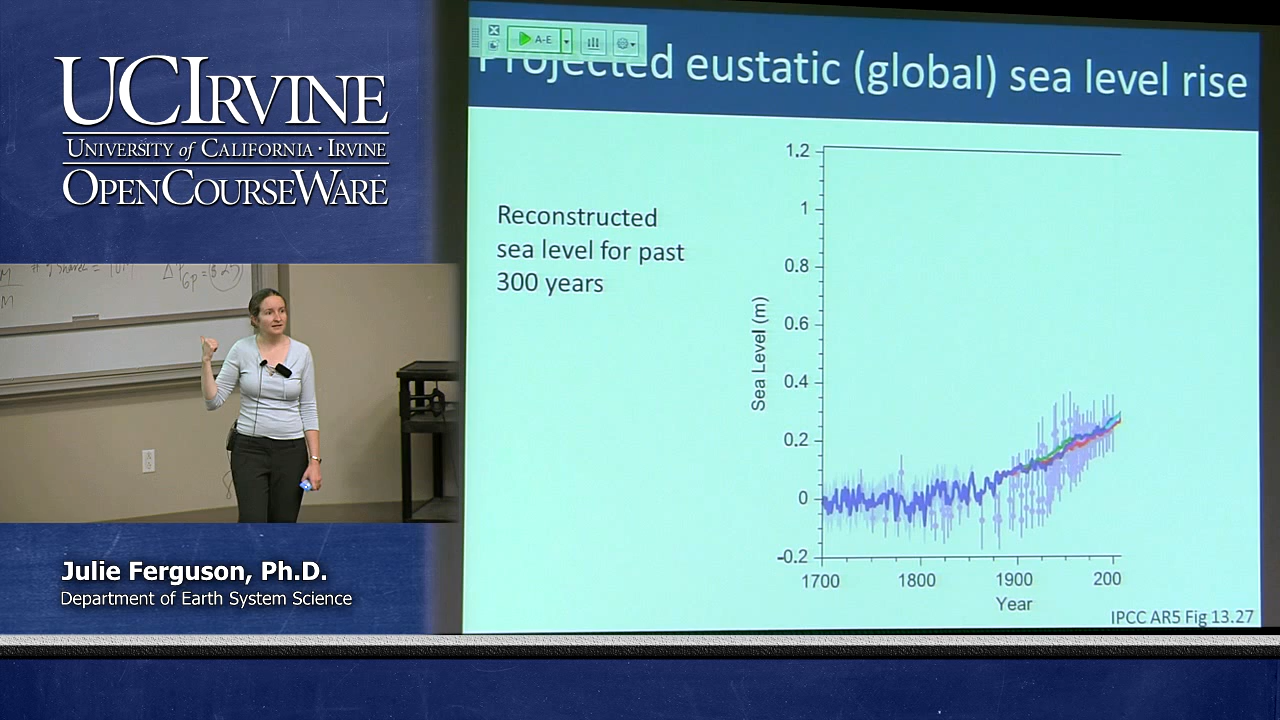 UCIRVINE
UNIVERSITY of CALIFORNIA · IRVINE
OPENCOURSEWARE
Julie Ferguson, Ph.D.
Department of Earth System Science
A-E
Projected eustatic (global) sea level rise
Reconstructed
sea level for past
300 years
Sea Level (m)
1.2
1
0.8
0.6
0.4
0.2
0
-0.2
1700
1800
1900
200
Year
IPCC AR5 Fig 13.27